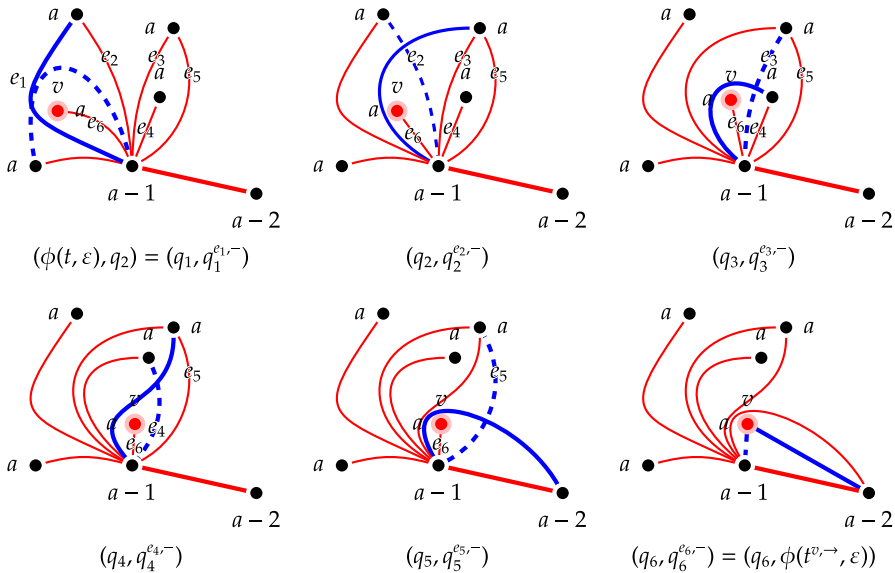 a
a
e₂
e₃
e₅
a
e₁
v
a
e₆
e₄
a
a − 1
a − 2
(ϕ(t, ε), q₂) = (q₁, q₁^{e₁,−})
a
a
e₂
e₃
e₅
a
v
a
e₆
e₄
a
a − 1
a − 2
(q₂, q₂^{e₂,−})
a
a
e₃
e₅
a
v
a
e₆
e₄
a
a − 1
a − 2
(q₃, q₃^{e₃,−})
a
a
a
e₅
v
a
e₄
e₆
a
a − 1
a − 2
(q₄, q₄^{e₄,−})
a
a
a
e₅
v
a
e₆
a
a − 1
a − 2
(q₅, q₅^{e₅,−})
a
a
a
v
a
a
a − 1
a − 2
(q₆, q₆^{e₆,−}) = (q₆, ϕ(t^{v,→}, ε))